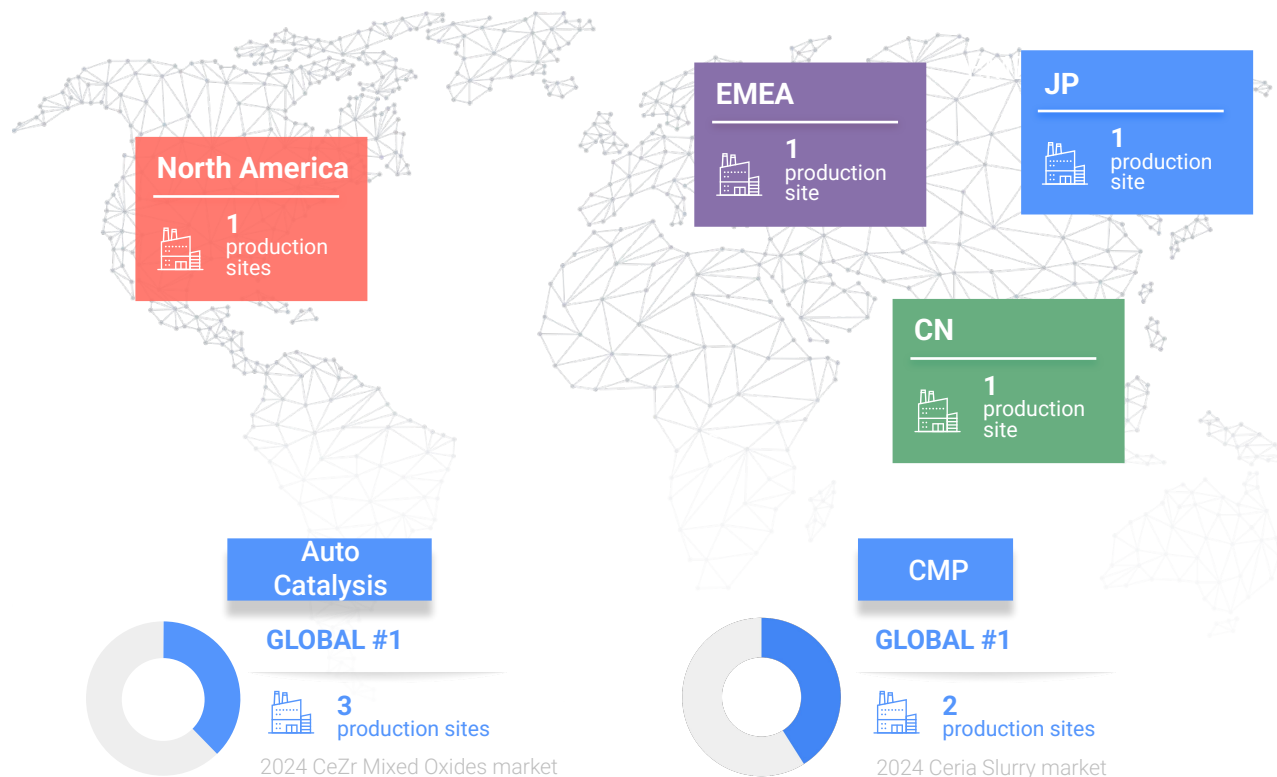 North America
1
production
sites
EMEA
1
production
site
JP
1
production
site
CN
1
production
site
Auto
Catalysis
GLOBAL #1
3
production sites
2024 CeZr Mixed Oxides market
CMP
GLOBAL #1
2
production sites
2024 Ceria Slurry market